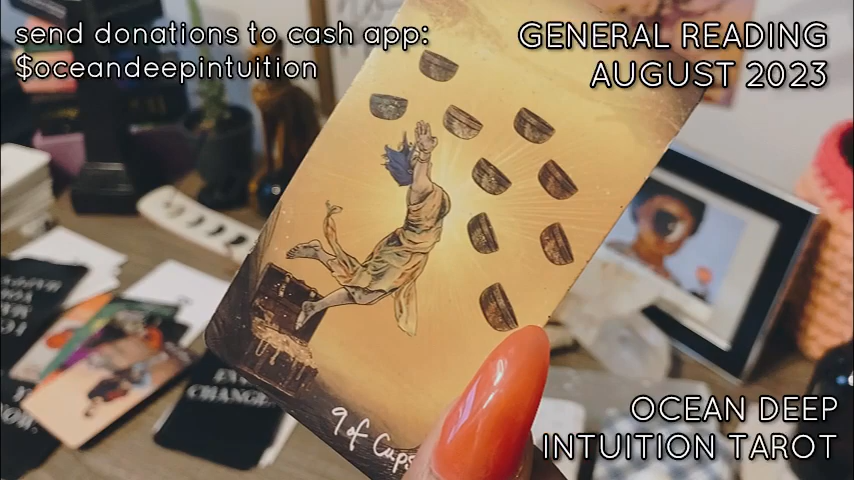 send donations to cash app:
$oceandeepintuition
GENERAL READING
AUGUST 2023
9 of Cups
CHANGE
OCEAN DEEP
INTUITION TAROT